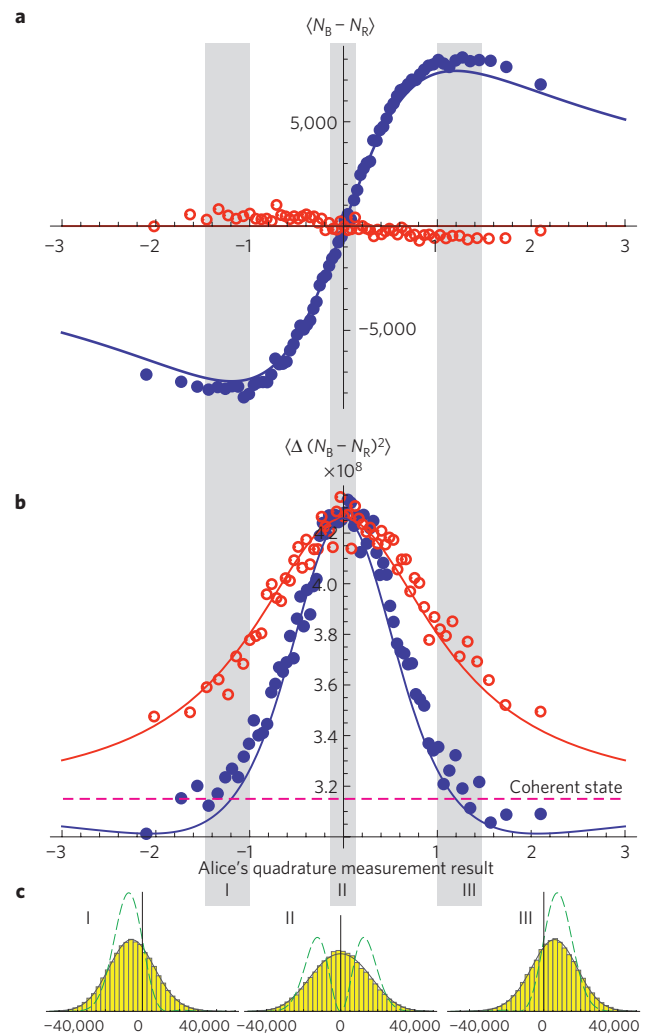 a
⟨N_B − N_R⟩
5,000
−3 −2 −1 1 2 3
−5,000
⟨Δ (N_B − N_R)²⟩
×10⁸
b
4.2
4.0
3.8
3.6
3.4
Coherent state
3.2
−3 −2 −1 0 1 2 3
Alice's quadrature measurement result
I II III
c
I II III
−40,000 0 40,000 −40,000 0 40,000 −40,000 0 40,000